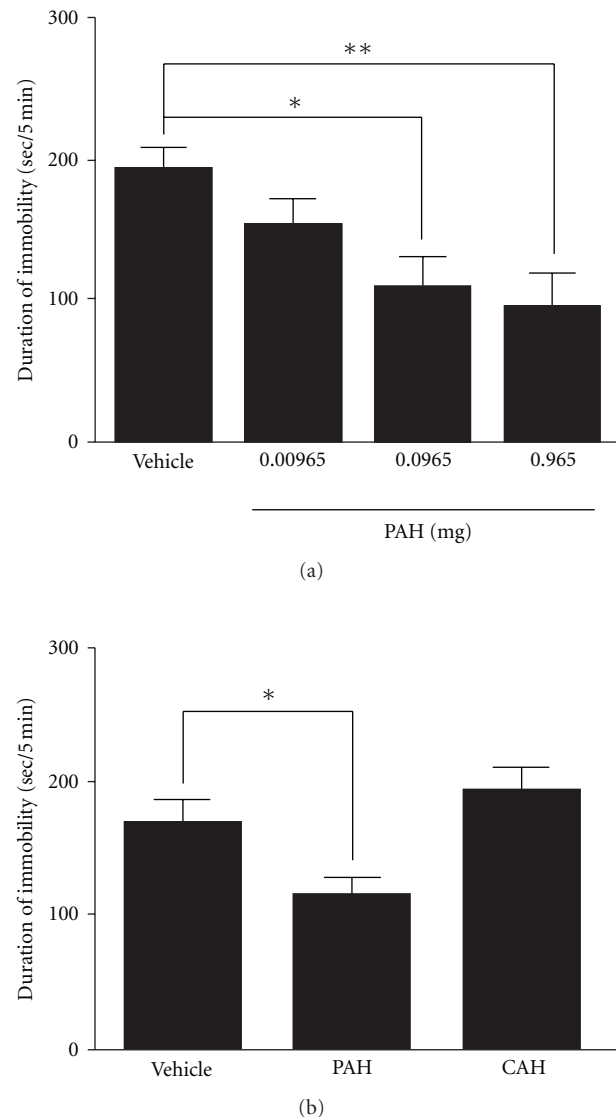 300
200
100
0
Duration of immobility (sec/5 min)
∗∗
∗
Vehicle 0.00965 0.0965 0.965
PAH (mg)
(a)
300
200
100
0
Duration of immobility (sec/5 min)
∗
Vehicle PAH CAH
(b)